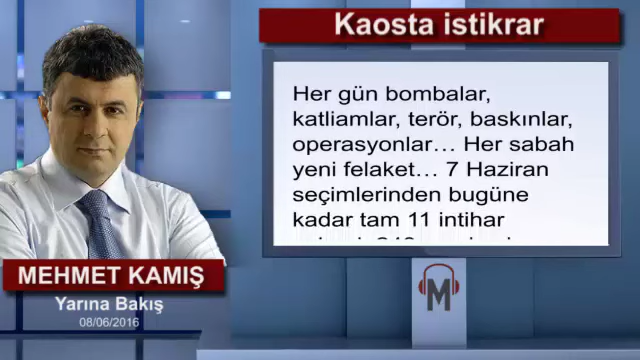 Kaosta istikrar
Her gün bombalar,
katliamlar, terör, baskınlar,
operasyonlar… Her sabah
yeni felaket… 7 Haziran
seçimlerinden bugüne
kadar tam 11 intihar
MEHMET KAMIŞ
Yarına Bakış
08/06/2016
M